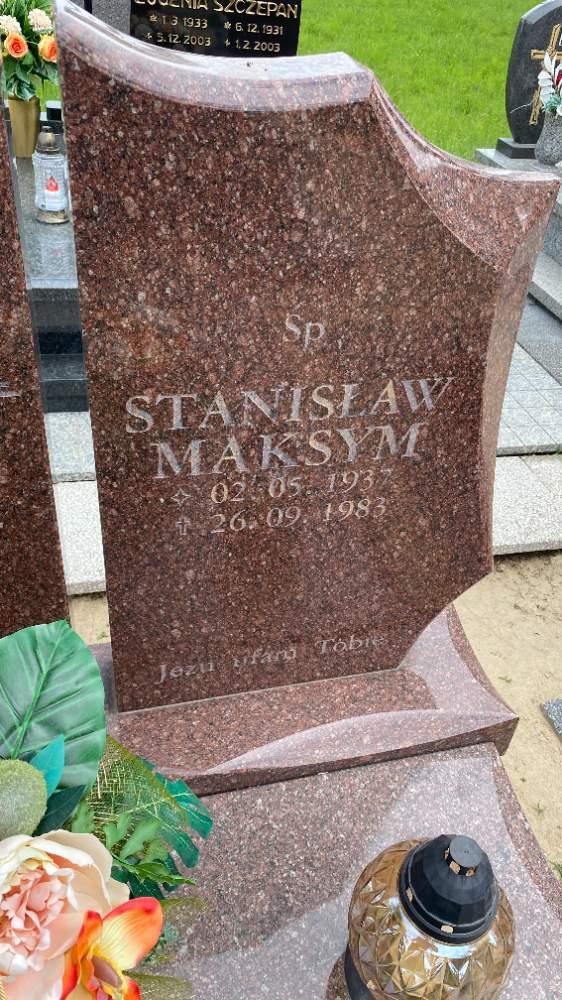 EUGENIA SZCZEPAN
* 1.3 1933 * 6.12.1931
+ 5.12.2003 + 1.2.2003
Śp
STANISŁAW
MAKSYM
✧ 02. 05. 1937
✝ 26. 09. 1983
Jezu ufam Tobie